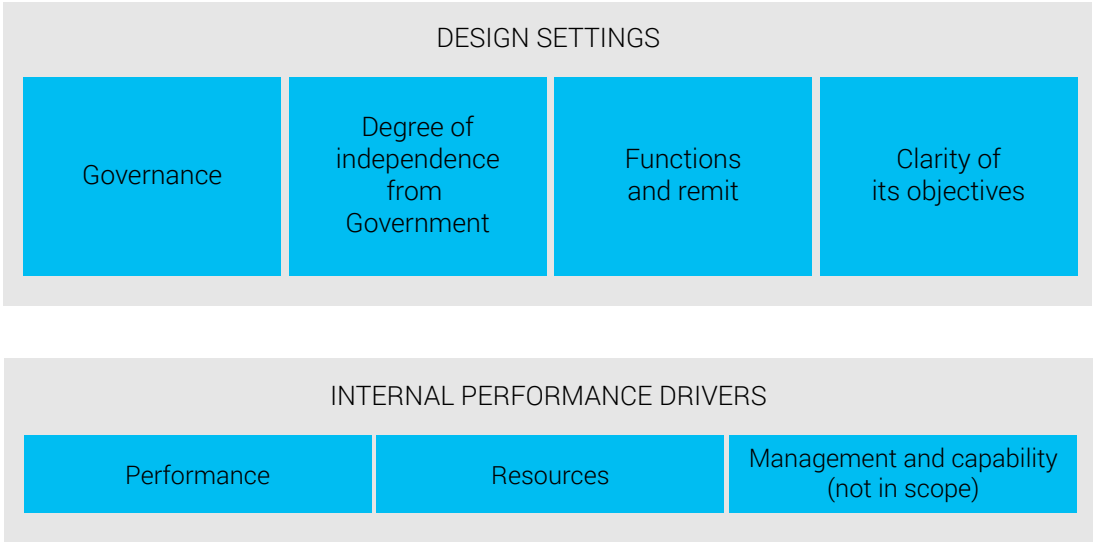 DESIGN SETTINGS
Governance
Degree of
independence
from
Government
Functions
and remit
Clarity of
its objectives
INTERNAL PERFORMANCE DRIVERS
Performance
Resources
Management and capability
(not in scope)